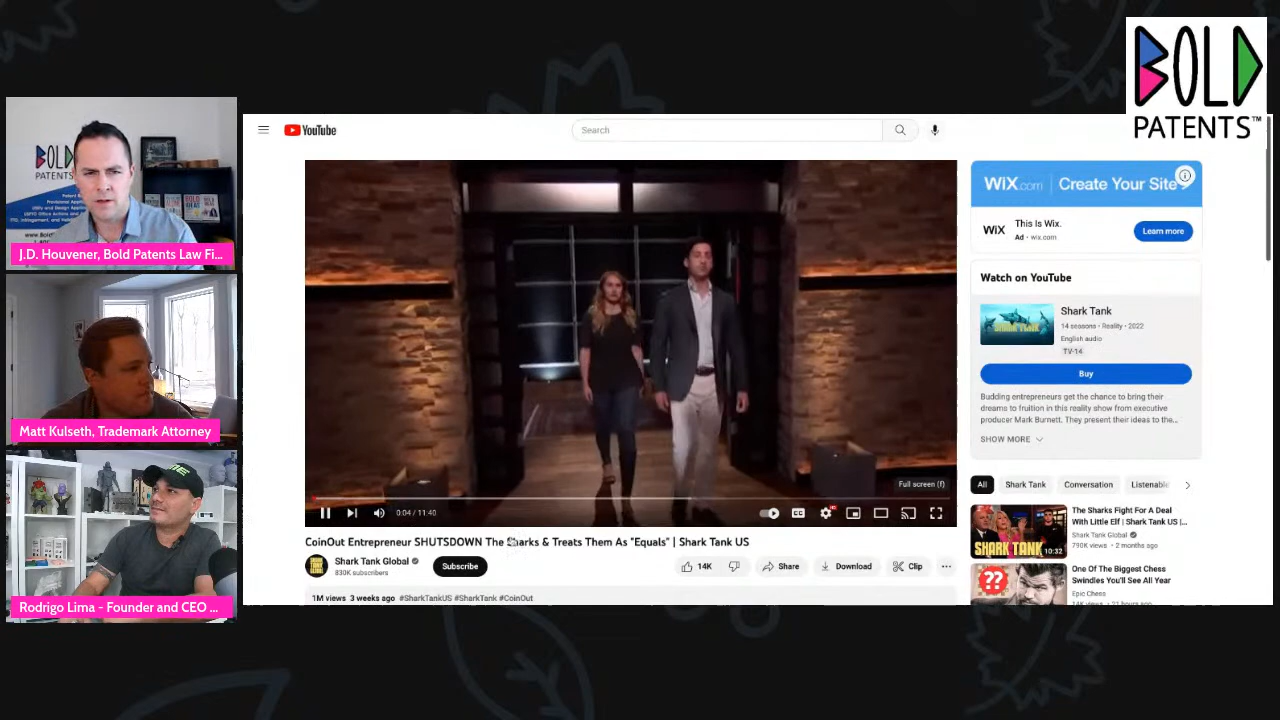 BOLD
PATENTS™
BOLD
PATENTS
J.D. Houvener, Bold Patents Law Fi...
Matt Kulseth, Trademark Attorney
Rodrigo Lima - Founder and CEO ...
YouTube
Search
Full screen (f)
0:04 / 11:40
CoinOut Entrepreneur SHUTSDOWN The Sharks & Treats Them As "Equals" | Shark Tank US
Shark Tank Global
830K subscribers
Subscribe
14K
Share
Download
Clip
1M views 3 weeks ago #SharkTankUS #SharkTank #CoinOut
WiX.com Create Your Site
WiX
This Is Wix.
Ad · wix.com
Learn more
Watch on YouTube
SHARK TANK
Shark Tank
14 seasons • Reality • 2022
English audio
TV-14
Buy
Budding entrepreneurs get the chance to bring their
dreams to fruition in this reality show from executive
producer Mark Burnett. They present their ideas to the...
SHOW MORE
All
Shark Tank
Conversation
Listenable
SHARK TANK
10:32
The Sharks Fight For A Deal
With Little Elf | Shark Tank US |...
Shark Tank Global
790K views • 2 months ago
??
One Of The Biggest Chess
Swindles You'll See All Year
Epic Chess